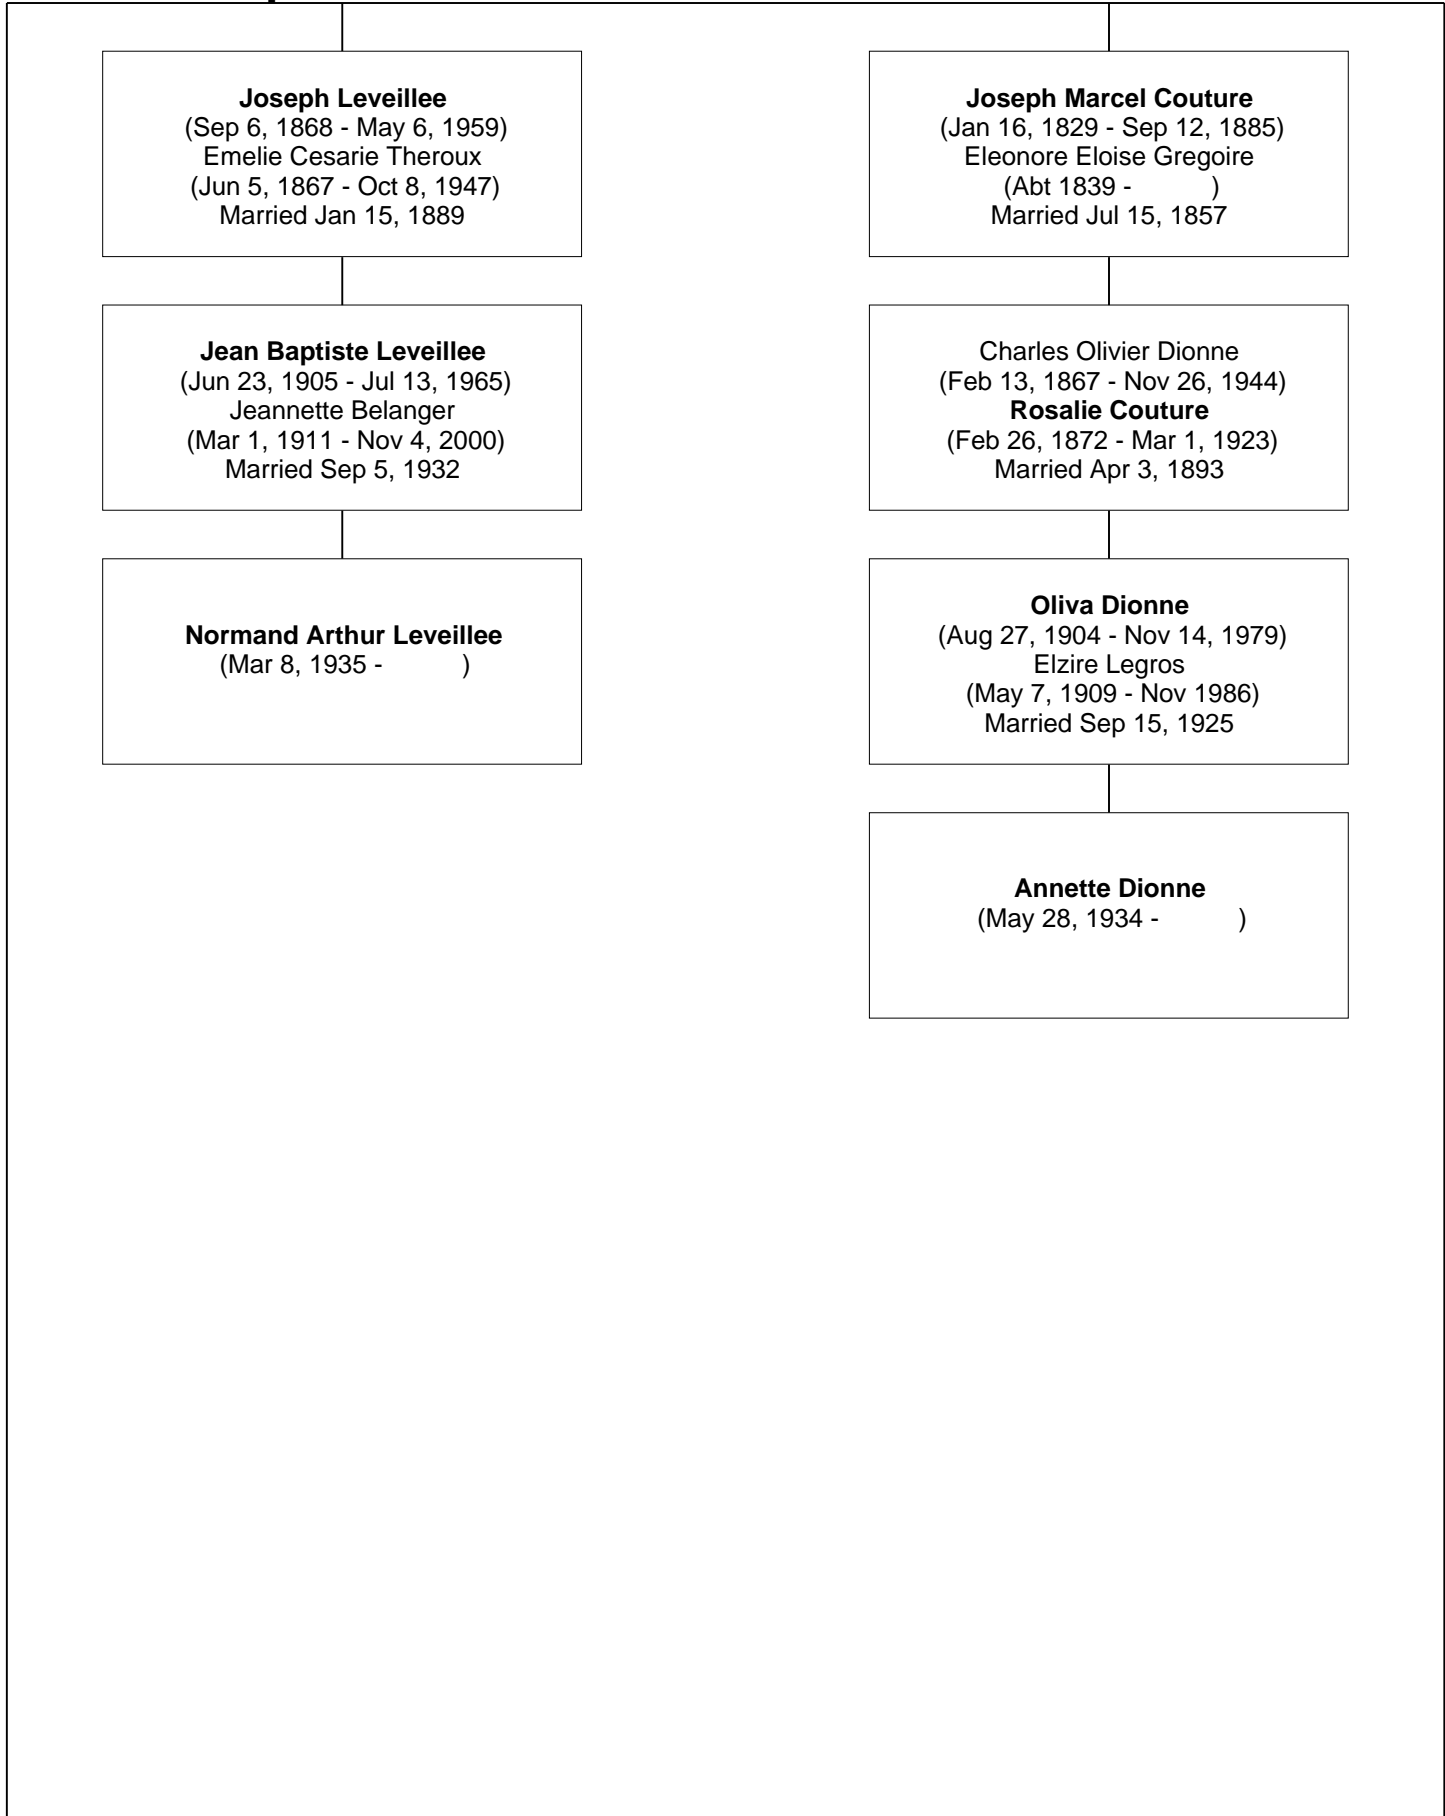 Joseph Leveillee
(Sep 6, 1868 - May 6, 1959)
Emelie Cesarie Theroux
(Jun 5, 1867 - Oct 8, 1947)
Married Jan 15, 1889
Jean Baptiste Leveillee
(Jun 23, 1905 - Jul 13, 1965)
Jeannette Belanger
(Mar 1, 1911 - Nov 4, 2000)
Married Sep 5, 1932
Normand Arthur Leveillee
(Mar 8, 1935 -          )
Joseph Marcel Couture
(Jan 16, 1829 - Sep 12, 1885)
Eleonore Eloise Gregoire
(Abt 1839 -          )
Married Jul 15, 1857
Charles Olivier Dionne
(Feb 13, 1867 - Nov 26, 1944)
Rosalie Couture
(Feb 26, 1872 - Mar 1, 1923)
Married Apr 3, 1893
Oliva Dionne
(Aug 27, 1904 - Nov 14, 1979)
Elzire Legros
(May 7, 1909 - Nov 1986)
Married Sep 15, 1925
Annette Dionne
(May 28, 1934 -          )